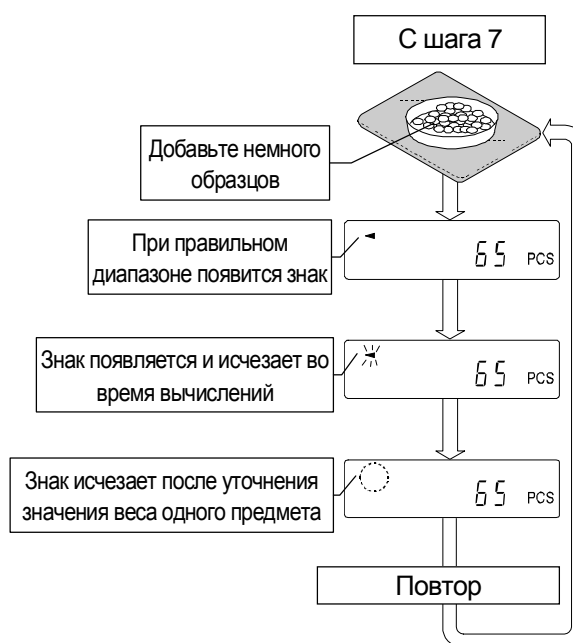 С шага 7
Добавьте немного
образцов
При правильном
диапазоне появится знак
65 PCS
Знак появляется и исчезает во
время вычислений
65 PCS
Знак исчезает после уточнения
значения веса одного предмета
65 PCS
Повтор